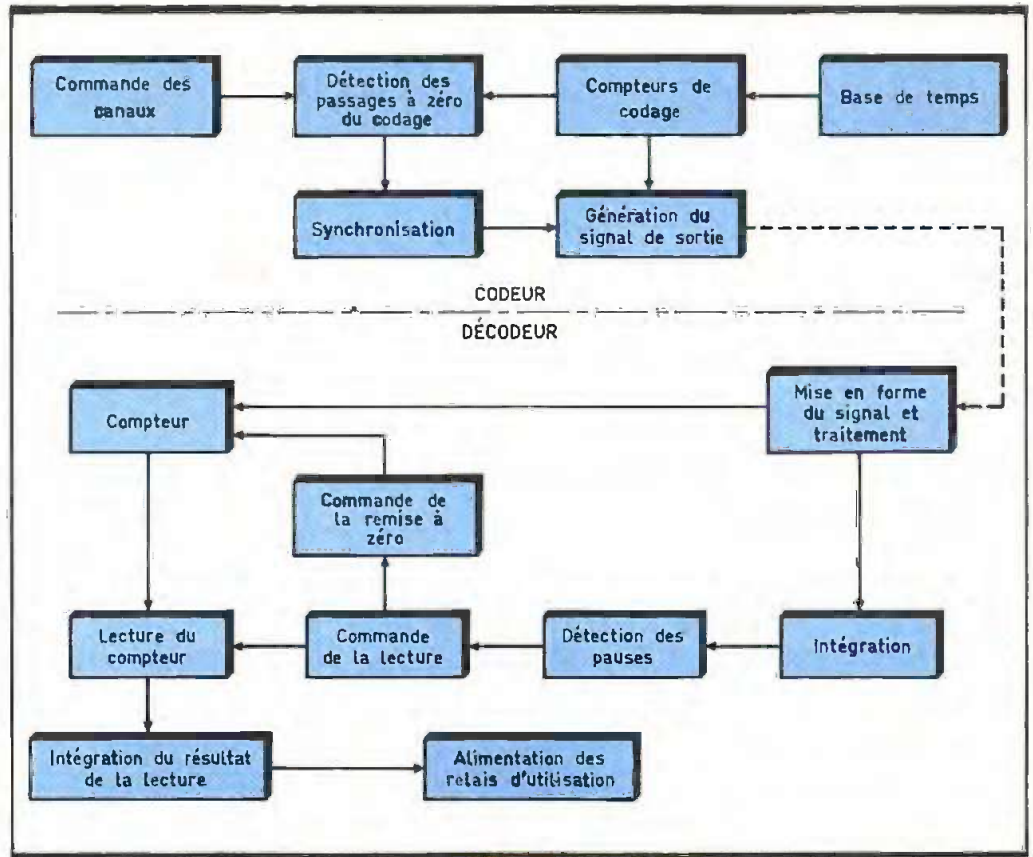 Commande des
canaux
Détection des
passages à zéro
du codage
Compteurs de
codage
Base de temps
Synchronisation
Génération du
signal de sortie
CODEUR
DÉCODEUR
Compteur
Mise en forme
du signal et
traitement
Commande de
la remise à
zéro
Lecture du
compteur
Commande
de la lecture
Détection des
pauses
Intégration
Intégration du résultat
de la lecture
Alimentation des
relais d'utilisation